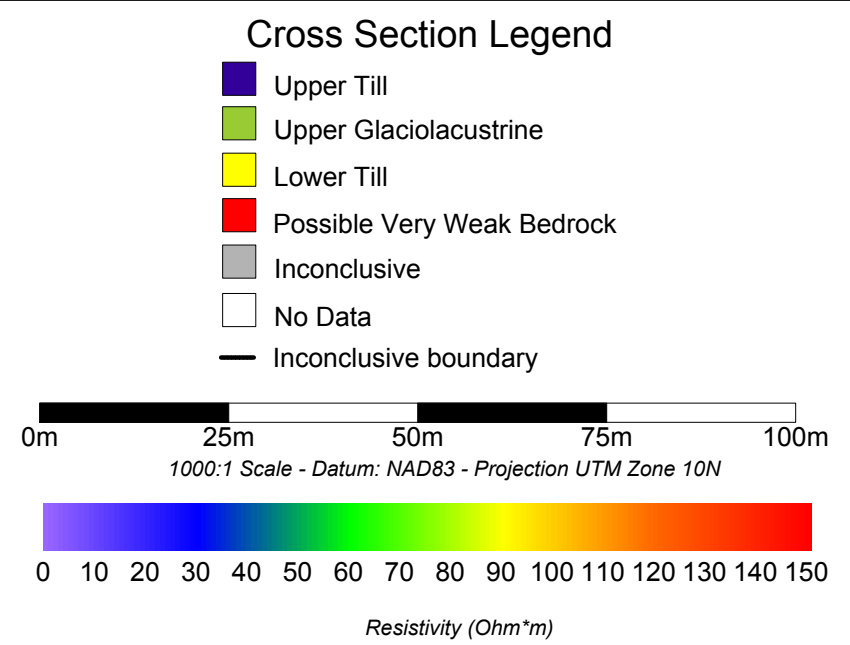 Cross Section Legend
Upper Till
Upper Glaciolacustrine
Lower Till
Possible Very Weak Bedrock
Inconclusive
No Data
Inconclusive boundary
0m 25m 50m 75m 100m
1000:1 Scale - Datum: NAD83 - Projection UTM Zone 10N
0 10 20 30 40 50 60 70 80 90 100 110 120 130 140 150
Resistivity (Ohm*m)